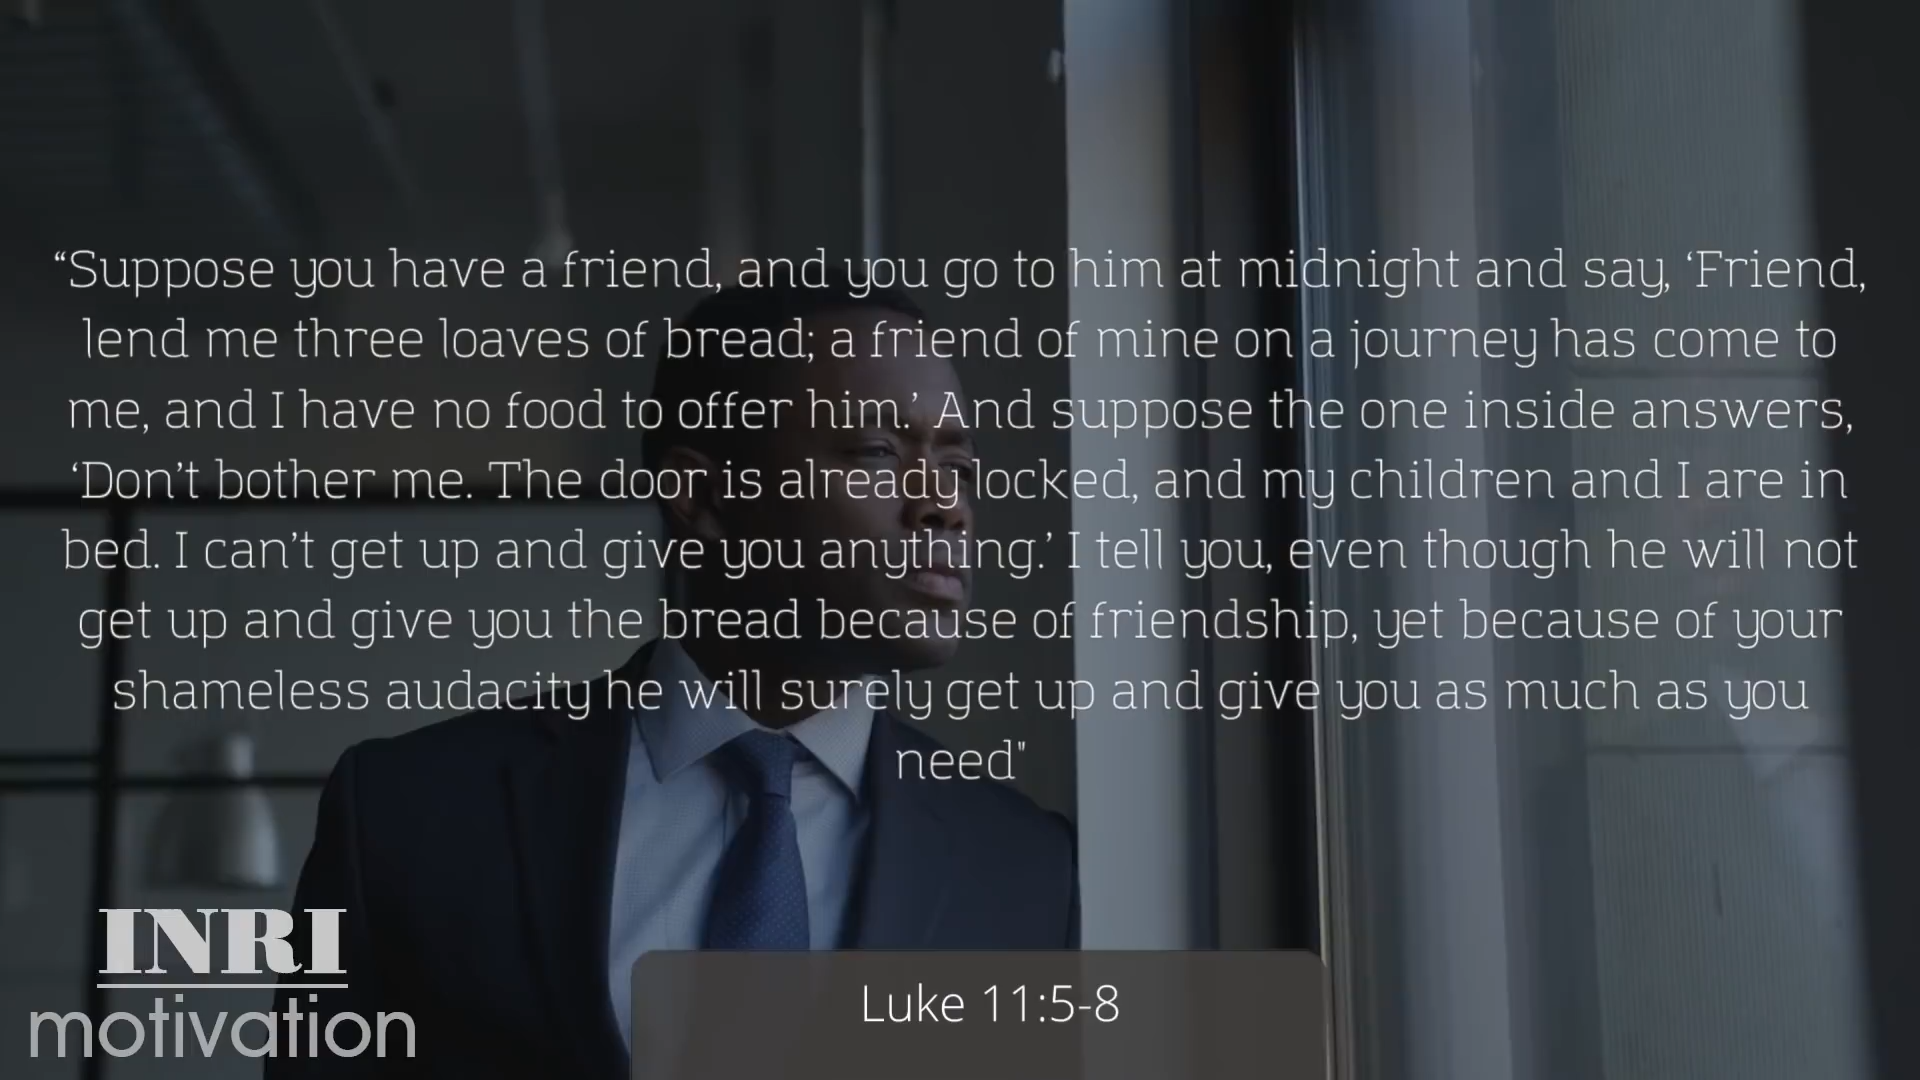 “Suppose you have a friend, and you go to him at midnight and say, ‘Friend,
lend me three loaves of bread; a friend of mine on a journey has come to
me, and I have no food to offer him.’ And suppose the one inside answers,
‘Don’t bother me. The door is already locked, and my children and I are in
bed. I can’t get up and give you anything.’ I tell you, even though he will not
get up and give you the bread because of friendship, yet because of your
shameless audacity he will surely get up and give you as much as you
need"
INRI
motivation
Luke 11:5-8